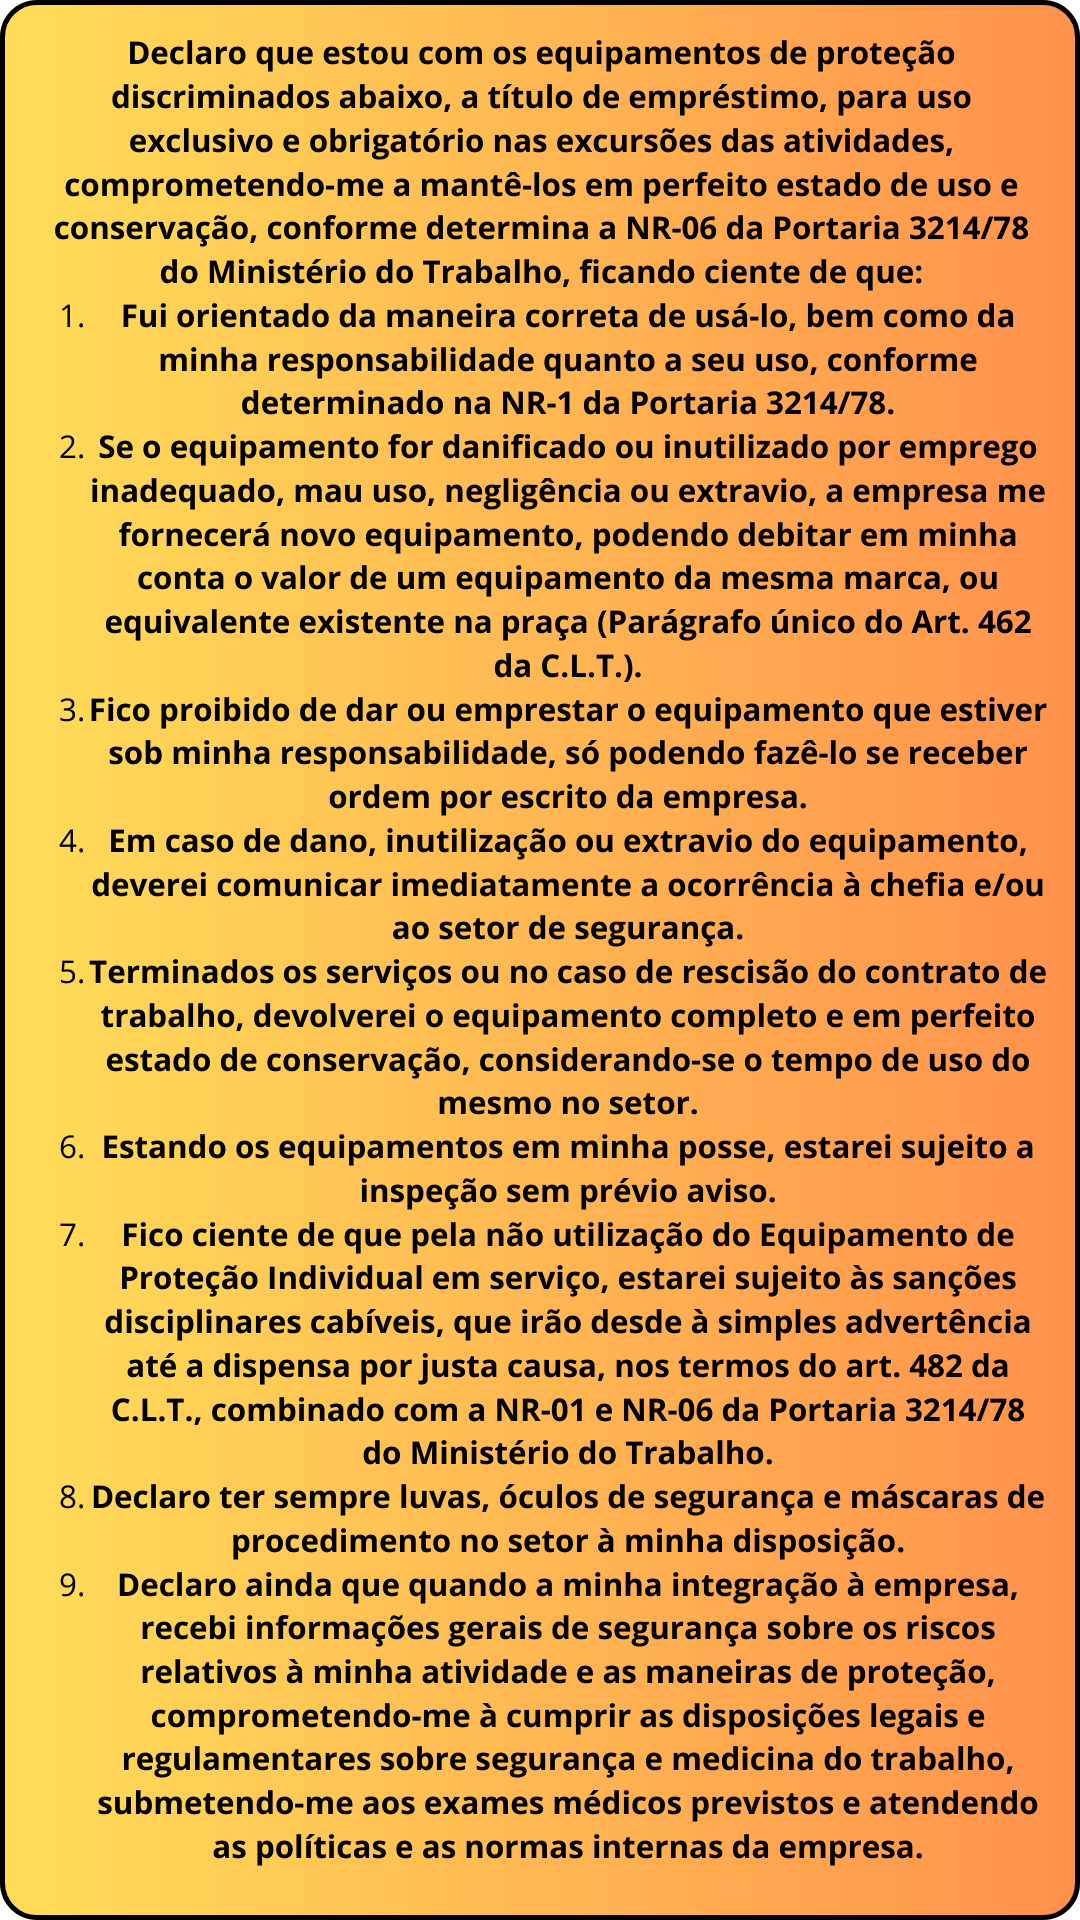 Declaro que estou com os equipamentos de proteção
discriminados abaixo, a título de empréstimo, para uso
exclusivo e obrigatório nas excursões das atividades,
comprometendo-me a mantê-los em perfeito estado de uso e
conservação, conforme determina a NR-06 da Portaria 3214/78
do Ministério do Trabalho, ficando ciente de que:
1. Fui orientado da maneira correta de usá-lo, bem como da
minha responsabilidade quanto a seu uso, conforme
determinado na NR-1 da Portaria 3214/78.
2. Se o equipamento for danificado ou inutilizado por emprego
inadequado, mau uso, negligência ou extravio, a empresa me
fornecerá novo equipamento, podendo debitar em minha
conta o valor de um equipamento da mesma marca, ou
equivalente existente na praça (Parágrafo único do Art. 462
da C.L.T.).
3. Fico proibido de dar ou emprestar o equipamento que estiver
sob minha responsabilidade, só podendo fazê-lo se receber
ordem por escrito da empresa.
4. Em caso de dano, inutilização ou extravio do equipamento,
deverei comunicar imediatamente a ocorrência à chefia e/ou
ao setor de segurança.
5. Terminados os serviços ou no caso de rescisão do contrato de
trabalho, devolverei o equipamento completo e em perfeito
estado de conservação, considerando-se o tempo de uso do
mesmo no setor.
6. Estando os equipamentos em minha posse, estarei sujeito a
inspeção sem prévio aviso.
7. Fico ciente de que pela não utilização do Equipamento de
Proteção Individual em serviço, estarei sujeito às sanções
disciplinares cabíveis, que irão desde à simples advertência
até a dispensa por justa causa, nos termos do art. 482 da
C.L.T., combinado com a NR-01 e NR-06 da Portaria 3214/78
do Ministério do Trabalho.
8. Declaro ter sempre luvas, óculos de segurança e máscaras de
procedimento no setor à minha disposição.
9. Declaro ainda que quando a minha integração à empresa,
recebi informações gerais de segurança sobre os riscos
relativos à minha atividade e as maneiras de proteção,
comprometendo-me à cumprir as disposições legais e
regulamentares sobre segurança e medicina do trabalho,
submetendo-me aos exames médicos previstos e atendendo
as políticas e as normas internas da empresa.